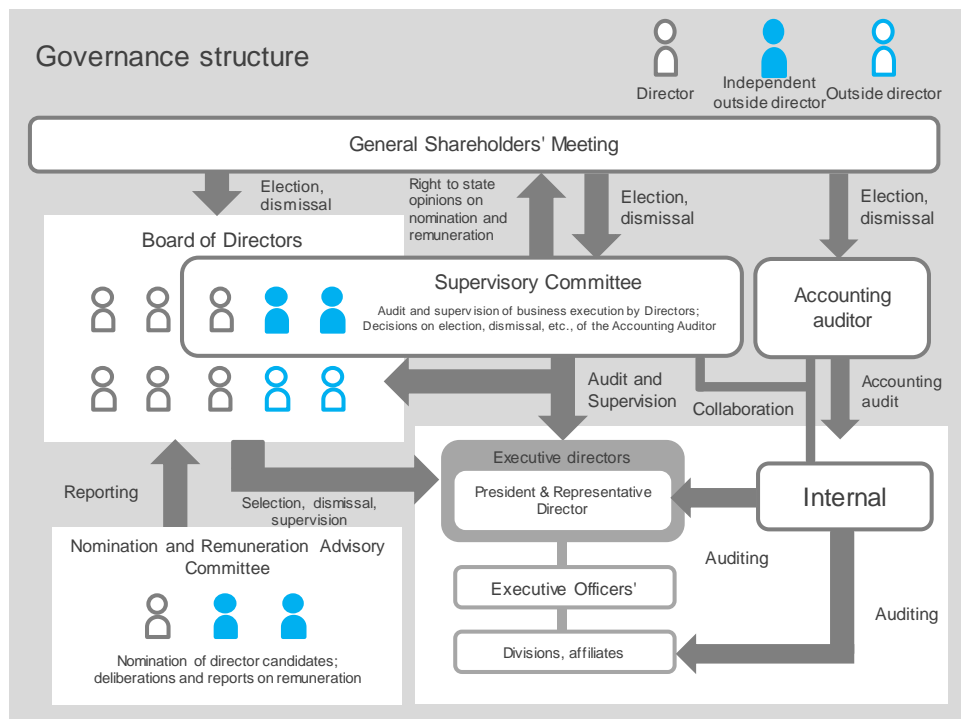 Governance structure
Director
Independent
outside director
Outside director
General Shareholders' Meeting
Election,
dismissal
Right to state
opinions on
nomination and
remuneration
Election,
dismissal
Election,
dismissal
Board of Directors
Supervisory Committee
Audit and supervision of business execution by Directors;
Decisions on election, dismissal, etc., of the Accounting Auditor
Accounting
auditor
Audit and
Supervision
Collaboration
Accounting
audit
Reporting
Selection, dismissal,
supervision
Executive directors
President & Representative
Director
Internal
Nomination and Remuneration Advisory
Committee
Auditing
Executive Officers'
Auditing
Divisions, affiliates
Nomination of director candidates;
deliberations and reports on remuneration